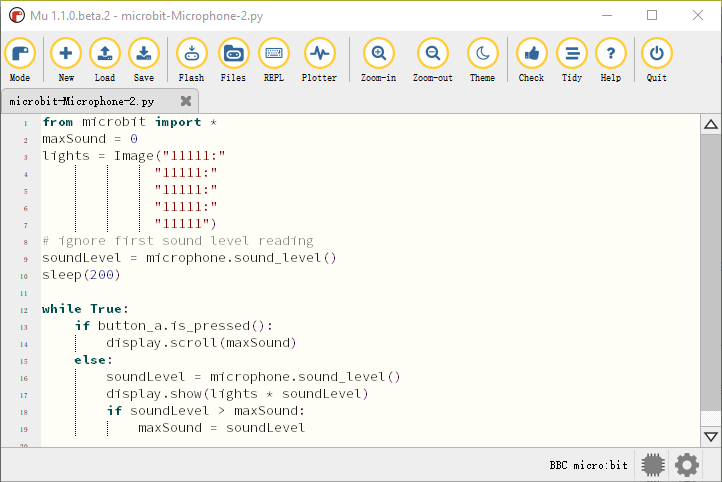 Mu 1.1.0.beta.2 - microbit-Microphone-2.py
Mode New Load Save Flash Files REPL Plotter Zoom-in Zoom-out Theme Check Tidy Help Quit
microbit-Microphone-2.py
1 from microbit import *
2 maxSound = 0
3 lights = Image("11111:"
4 "11111:"
5 "11111:"
6 "11111:"
7 "11111")
8 # ignore first sound level reading
9 soundLevel = microphone.sound_level()
10 sleep(200)
11
12 while True:
13 if button_a.is_pressed():
14 display.scroll(maxSound)
15 else:
16 soundLevel = microphone.sound_level()
17 display.show(lights * soundLevel)
18 if soundLevel > maxSound:
19 maxSound = soundLevel
20
BBC micro:bit